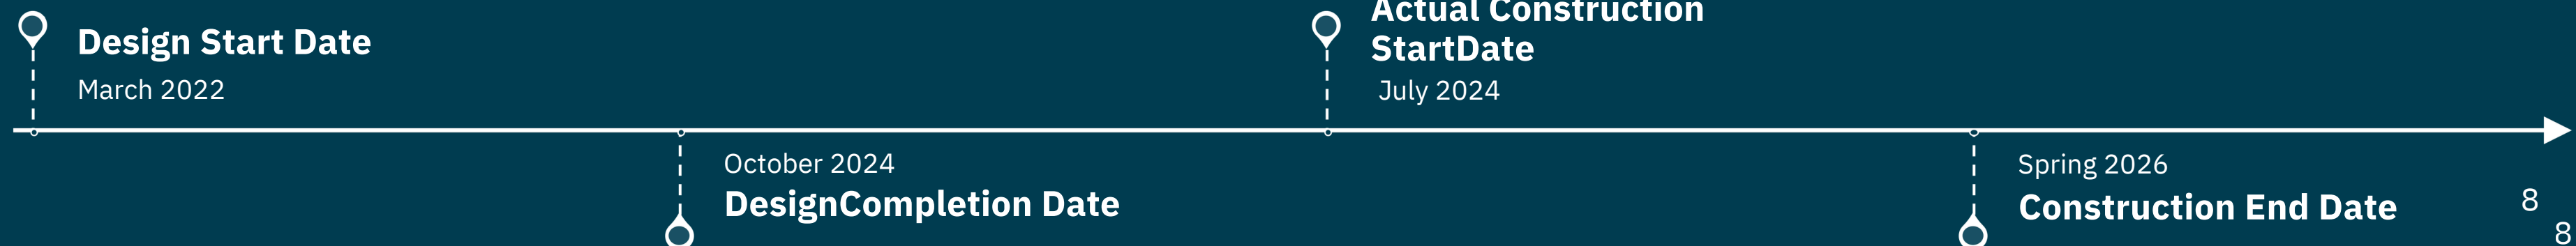 Design Start Date
March 2022
October 2024
DesignCompletion Date
Actual Construction
StartDate
July 2024
Spring 2026
Construction End Date
8
8